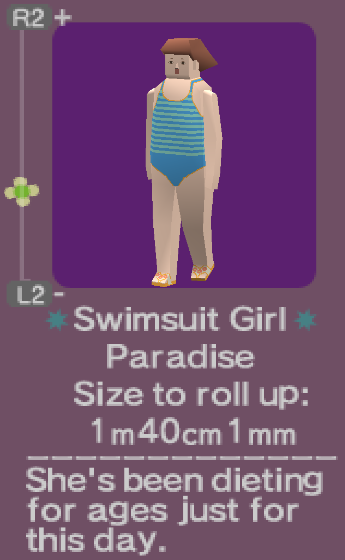 R2 +
L2 -
Swimsuit Girl
Paradise
Size to roll up:
1m40cm1mm
She's been dieting
for ages just for
this day.